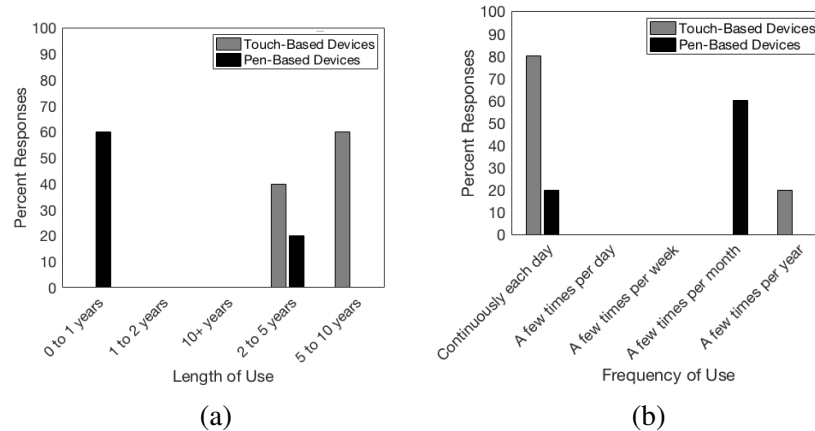 100
90
80
70
60
50
40
30
20
10
0
Percent Responses
Touch-Based Devices
Pen-Based Devices
0 to 1 years
1 to 2 years
10+ years
2 to 5 years
5 to 10 years
Length of Use
(a)
100
90
80
70
60
50
40
30
20
10
0
Percent Responses
Touch-Based Devices
Pen-Based Devices
Continuously each day
A few times per day
A few times per week
A few times per month
A few times per year
Frequency of Use
(b)